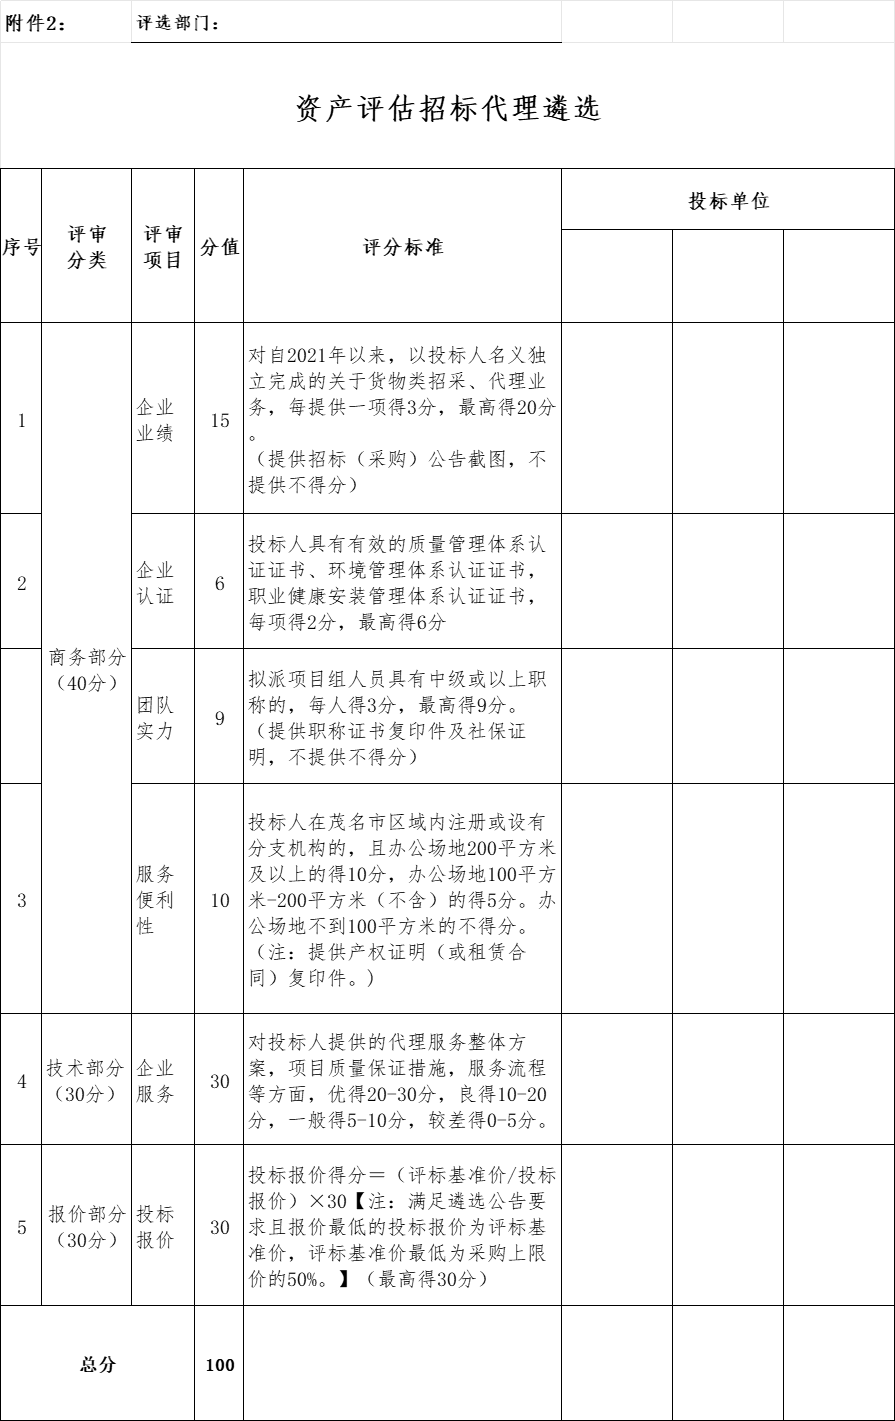 附件2：
评选部门：
资产评估招标代理遴选
序号
评审
分类
评审
项目
分值
评分标准
投标单位
1
商务部分
（40分）
企业
业绩
15
对自2021年以来，以投标人名义独
立完成的关于货物类招采、代理业
务，每提供一项得3分，最高得20分
。
（提供招标（采购）公告截图，不
提供不得分）
2
企业
认证
6
投标人具有有效的质量管理体系认
证证书、环境管理体系认证证书，
职业健康安装管理体系认证证书，
每项得2分，最高得6分
团队
实力
9
拟派项目组人员具有中级或以上职
称的，每人得3分，最高得9分。
（提供职称证书复印件及社保证
明，不提供不得分）
3
服务
便利
性
10
投标人在茂名市区域内注册或设有
分支机构的，且办公场地200平方米
及以上的得10分，办公场地100平方
米-200平方米（不含）的得5分。办
公场地不到100平方米的不得分。
（注：提供产权证明（或租赁合
同）复印件。)
4
技术部分
（30分）
企业
服务
30
对投标人提供的代理服务整体方
案，项目质量保证措施，服务流程
等方面，优得20-30分，良得10-20
分，一般得5-10分，较差得0-5分。
5
报价部分
（30分）
投标
报价
30
投标报价得分＝（评标基准价/投标
报价）×30【注：满足遴选公告要
求且报价最低的投标报价为评标基
准价，评标基准价最低为采购上限
价的50%。】（最高得30分）
总分
100